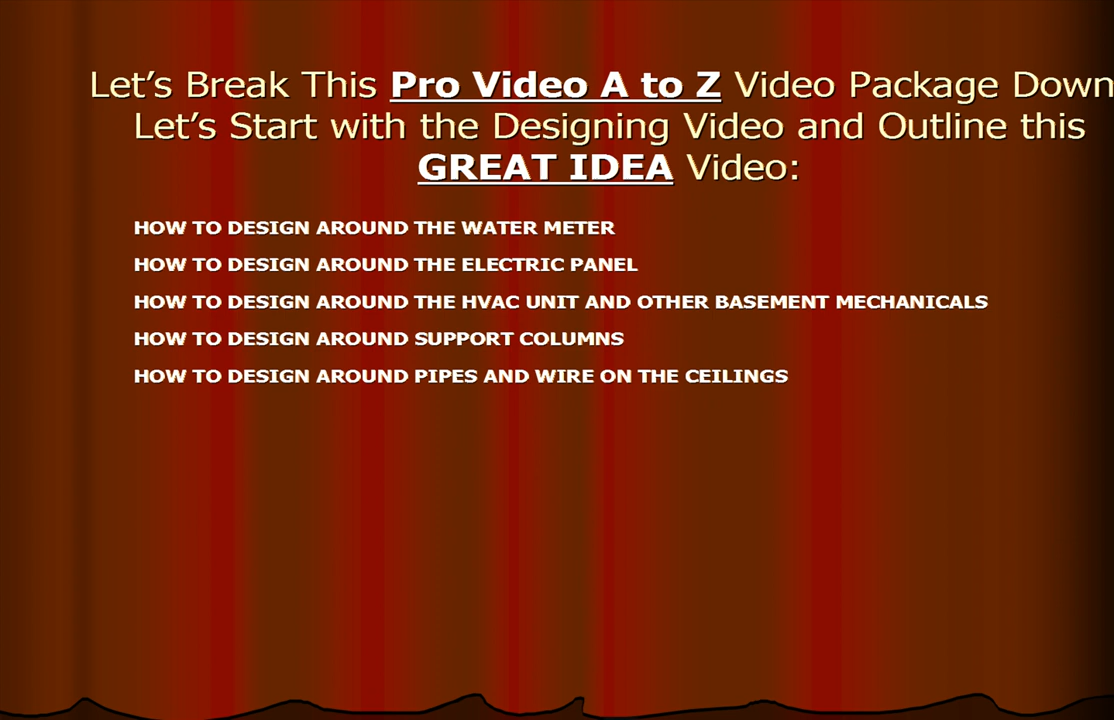 Let’s Break This Pro Video A to Z Video Package Down
Let’s Start with the Designing Video and Outline this
GREAT IDEA Video:
HOW TO DESIGN AROUND THE WATER METER
HOW TO DESIGN AROUND THE ELECTRIC PANEL
HOW TO DESIGN AROUND THE HVAC UNIT AND OTHER BASEMENT MECHANICALS
HOW TO DESIGN AROUND SUPPORT COLUMNS
HOW TO DESIGN AROUND PIPES AND WIRE ON THE CEILINGS